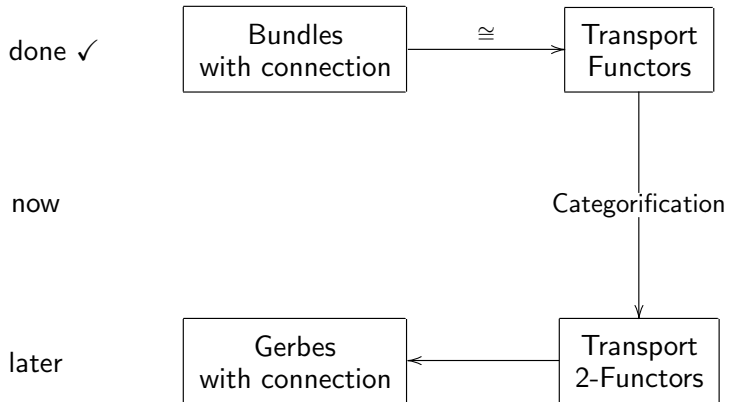 done ✓
Bundles
with connection
≅
Transport
Functors
now
Categorification
later
Gerbes
with connection
Transport
2-Functors